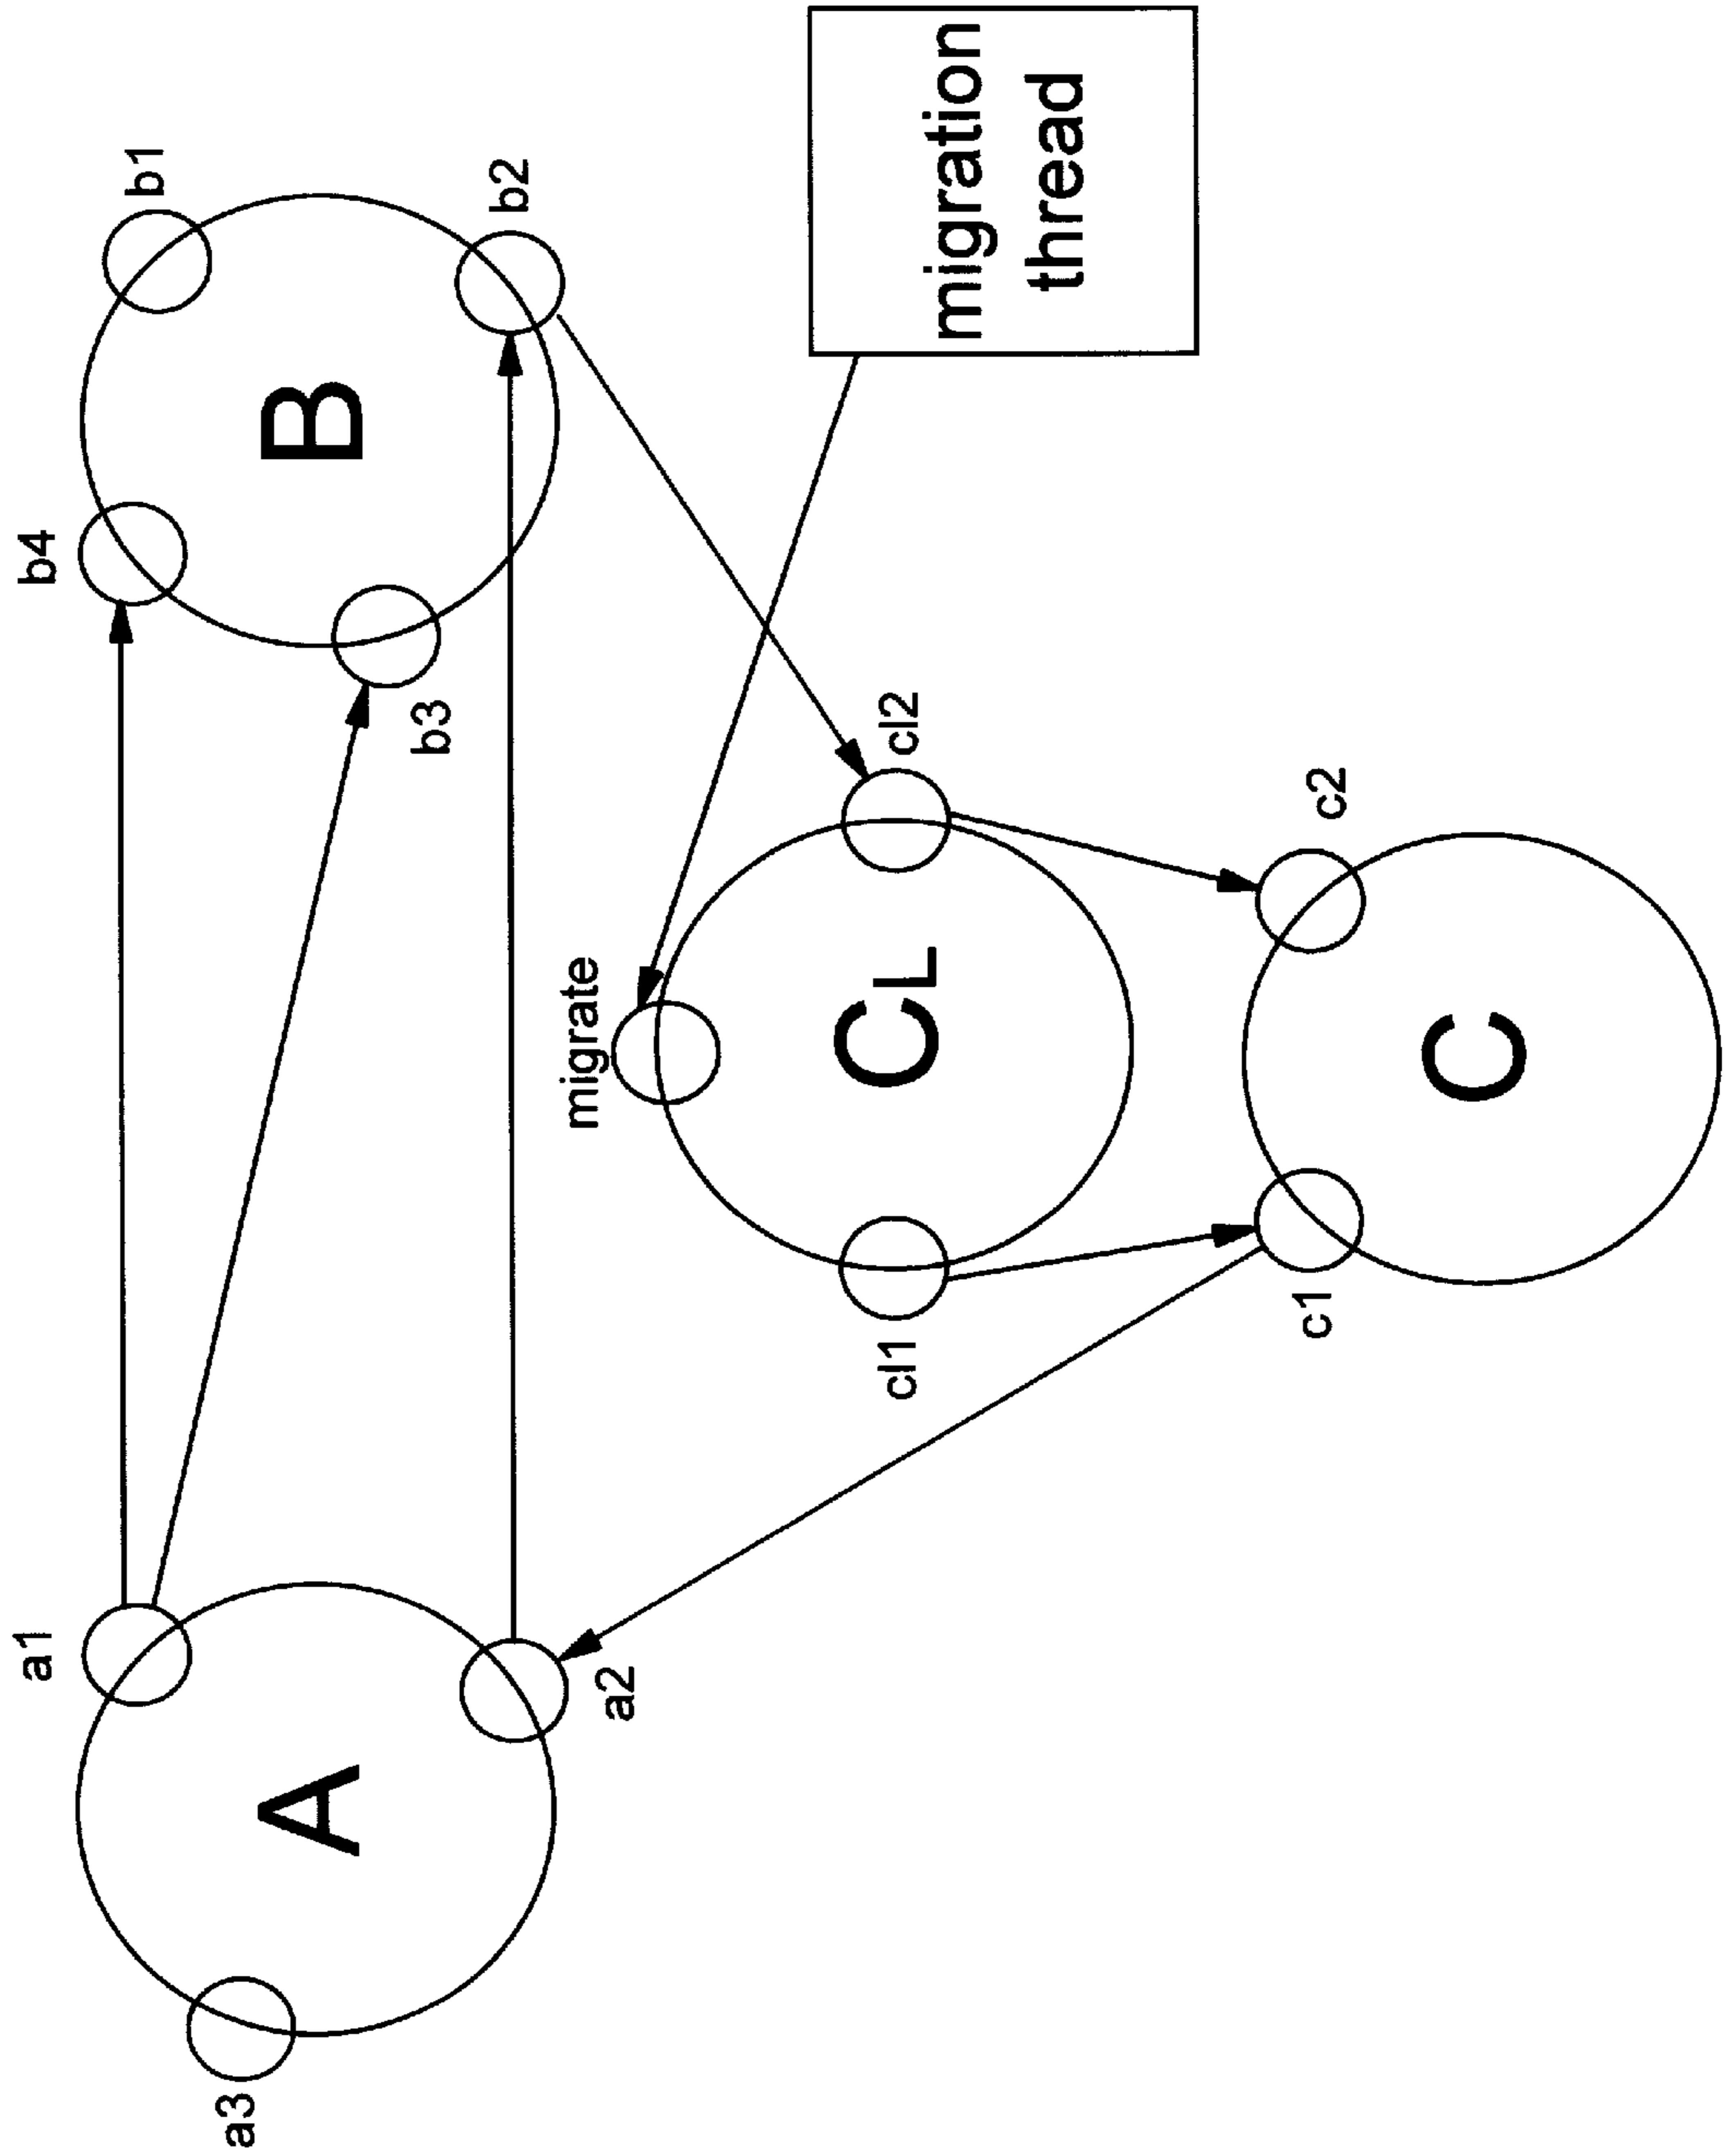 a1
b4
b1
a3
A
B
b3
a2
b2
migrate
cl1
CL
cl2
migration
thread
c1
c2
C